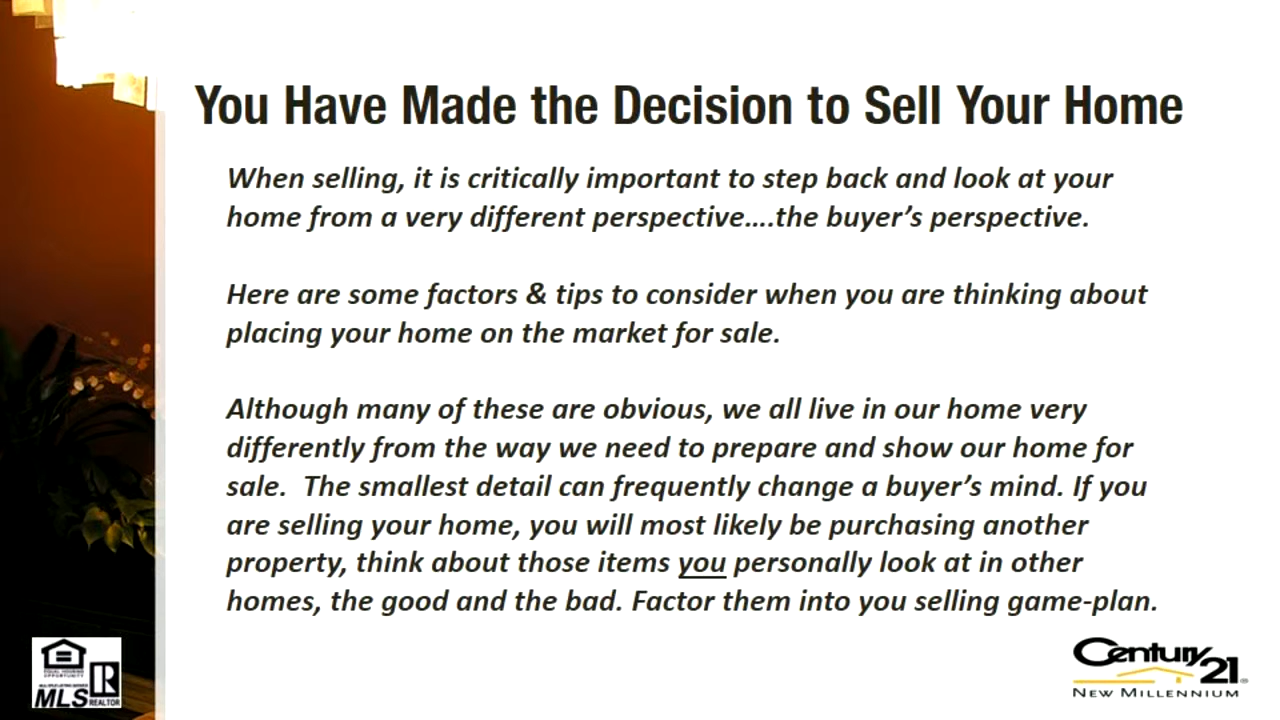 You Have Made the Decision to Sell Your Home
When selling, it is critically important to step back and look at your
home from a very different perspective….the buyer’s perspective.
Here are some factors & tips to consider when you are thinking about
placing your home on the market for sale.
Although many of these are obvious, we all live in our home very
differently from the way we need to prepare and show our home for
sale.  The smallest detail can frequently change a buyer’s mind. If you
are selling your home, you will most likely be purchasing another
property, think about those items you personally look at in other
homes, the good and the bad. Factor them into you selling game-plan.
EQUAL HOUSING
OPPORTUNITY
MULTIPLE LISTING SERVICE
MLS
R
REALTOR
Century 21®
NEW MILLENNIUM